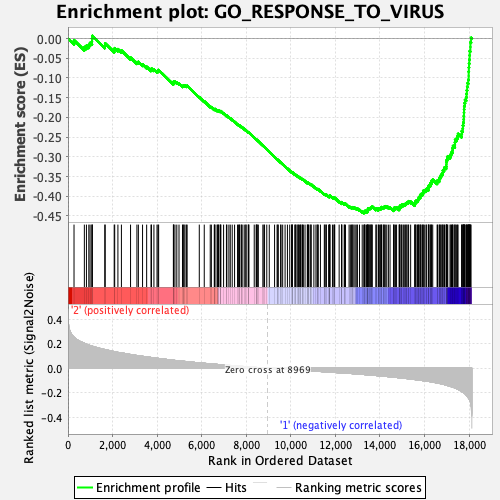 Enrichment plot: GO_RESPONSE_TO_VIRUS
Enrichment score (ES)
0.00
-0.05
-0.10
-0.15
-0.20
-0.25
-0.30
-0.35
-0.40
-0.45
'2' (positively correlated)
Ranked list metric (Signal2Noise)
0.4
0.2
0.0
-0.2
-0.4
Zero cross at 8969
'1' (negatively correlated)
0 2,000 4,000 6,000 8,000 10,000 12,000 14,000 16,000 18,000
Rank in Ordered Dataset
Enrichment profile Hits Ranking metric scores